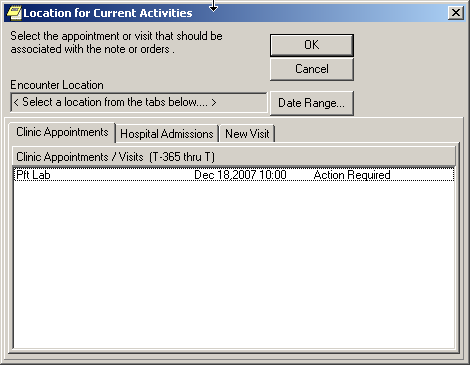 Location for Current Activities
Select the appointment or visit that should be
associated with the note or orders .
OK
Cancel
Encounter Location
< Select a location from the tabs below.... >
Date Range...
Clinic Appointments
Hospital Admissions
New Visit
Clinic Appointments / Visits (T-365 thru T)
Pft Lab Dec 18,2007 10:00 Action Required